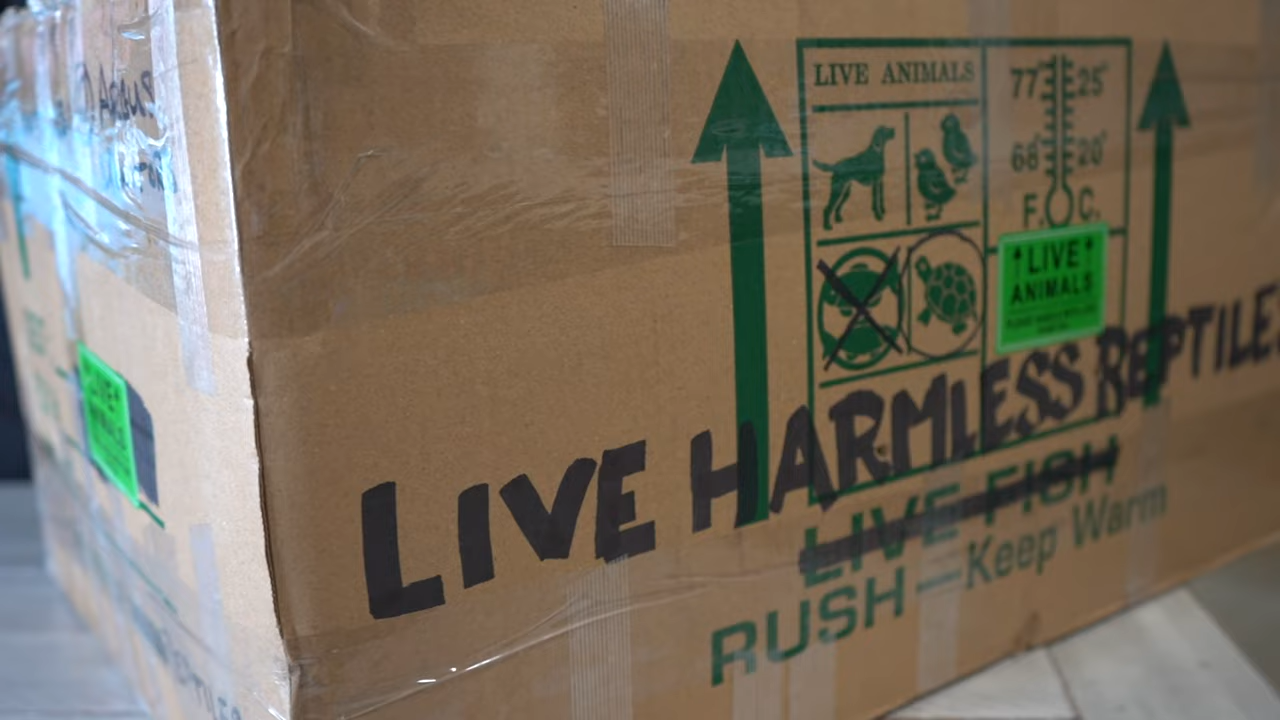 LIVE ANIMALS
77° 25°
68° 20°
F. C.
↑LIVE↑
ANIMALS
LIVE HARMLESS REPTILES
LIVE FISH
RUSH—Keep Warm
LIVE
ANIMALS